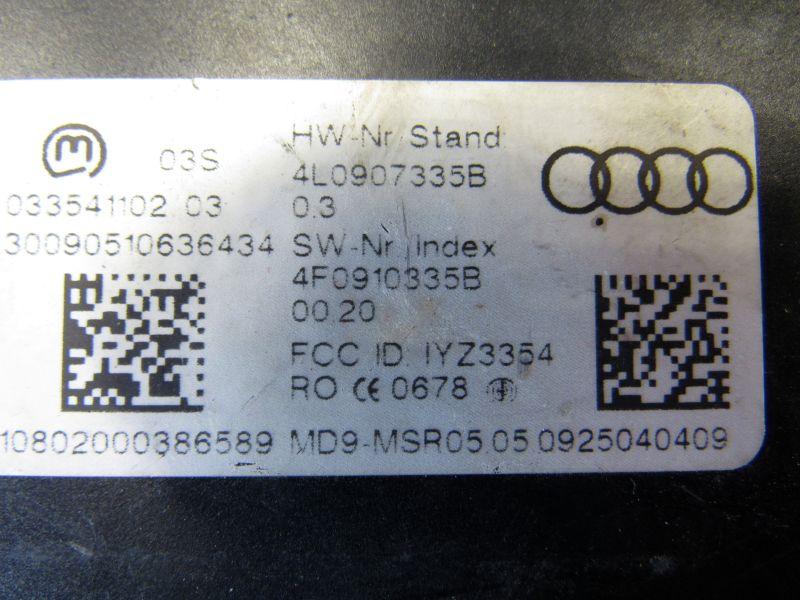 03S
HW-Nr Stand
4L0907335B
033541102 03
0.3
30090510636434
SW-Nr. Index
4F0910335B
00.20
FCC ID. IYZ3354
RO CE 0678
10802000386589
MD9-MSR05.05.0925040409